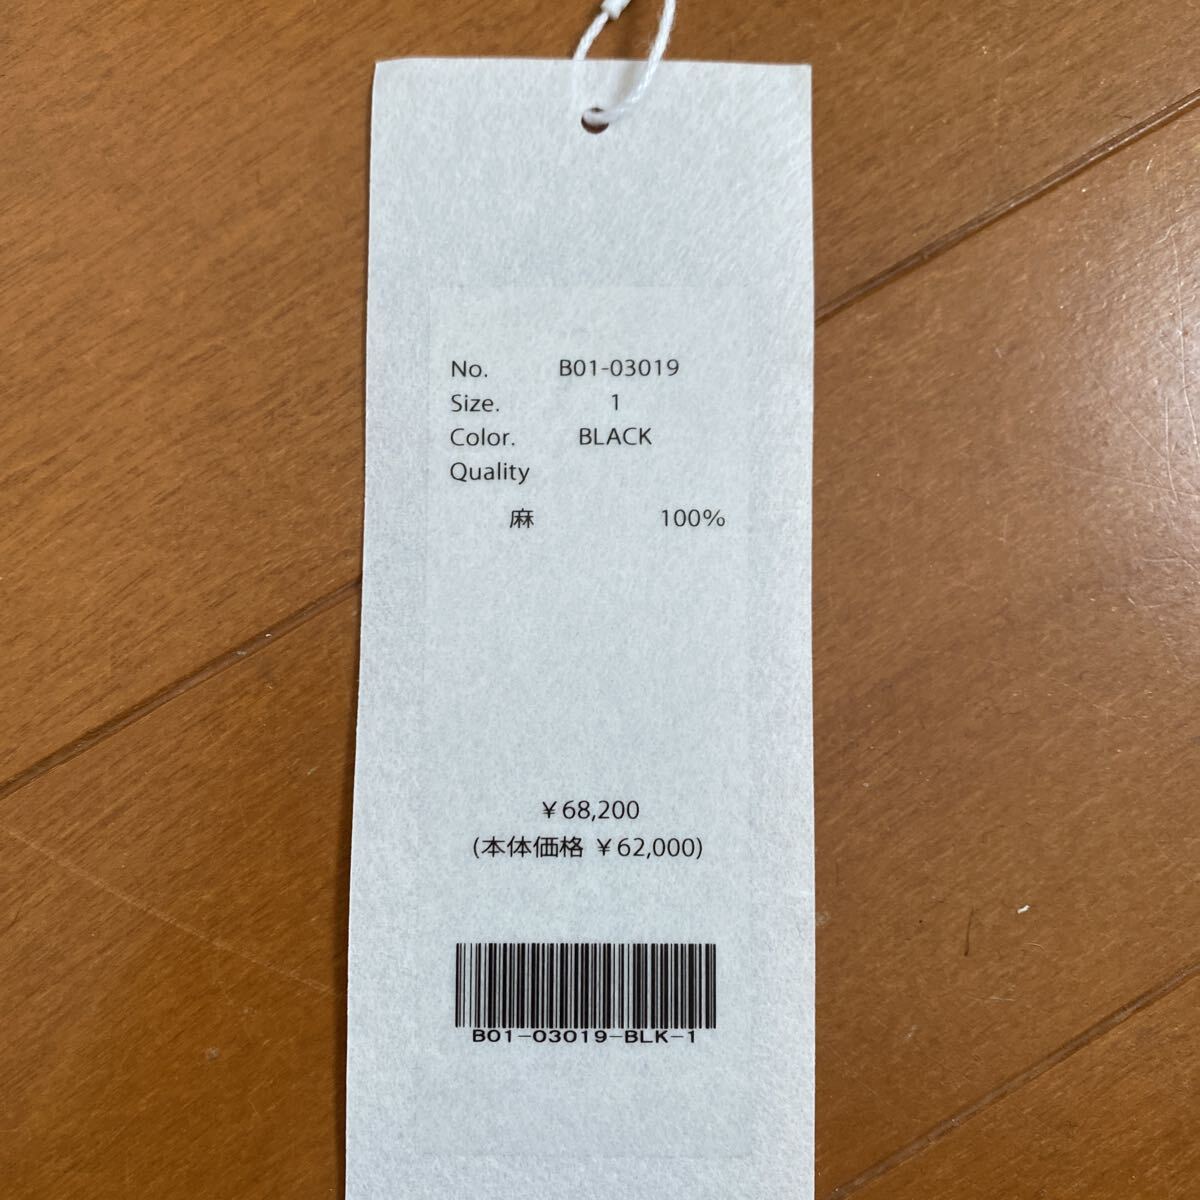 No. B01-03019
Size. 1
Color. BLACK
Quality
麻 100%
￥68,200
(本体価格 ￥62,000)
B01-03019-BLK-1